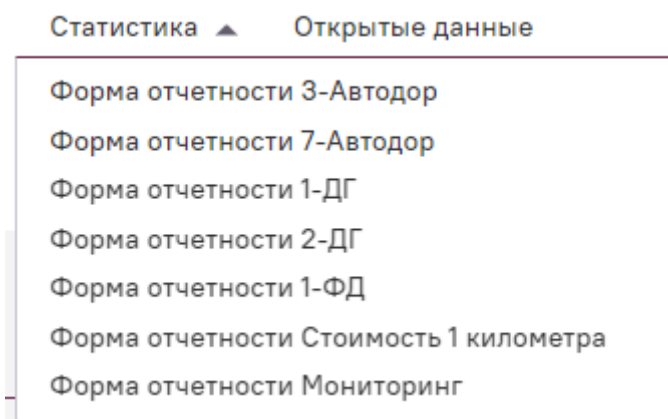 Статистика ▲ Открытые данные
Форма отчетности 3-Автодор
Форма отчетности 7-Автодор
Форма отчетности 1-ДГ
Форма отчетности 2-ДГ
Форма отчетности 1-ФД
Форма отчетности Стоимость 1 километра
Форма отчетности Мониторинг